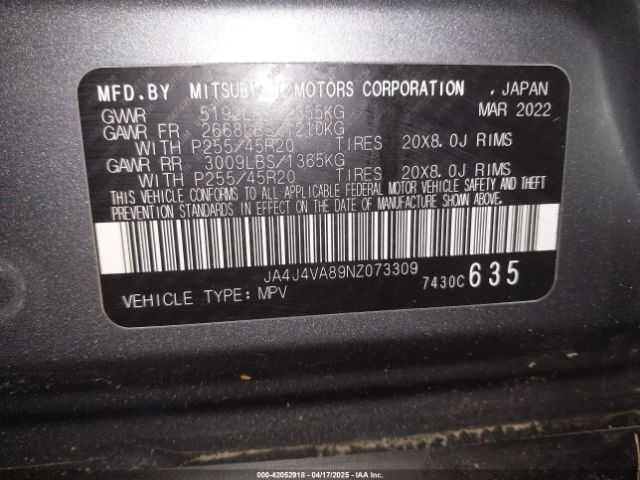 MFD.BY MITSUBISHI MOTORS CORPORATION , JAPAN
GVWR MAR 2022
GAWR FR 2668LBS/1210KG
WITH P255/45R20 TIRES 20X8.0J RIMS
GAWR RR 3009LBS/1365KG
WITH P255/45R20 TIRES 20X8.0J RIMS
THIS VEHICLE CONFORMS TO ALL APPLICABLE FEDERAL MOTOR VEHICLE SAFETY AND THEFT
PREVENTION STANDARDS IN EFFECT ON THE DATE OF MANUFACTURE SHOWN ABOVE.
JA4J4VA89NZ073309
7430C 635
VEHICLE TYPE: MPV
000-42052918 - 04/17/2025 - IAA Inc.